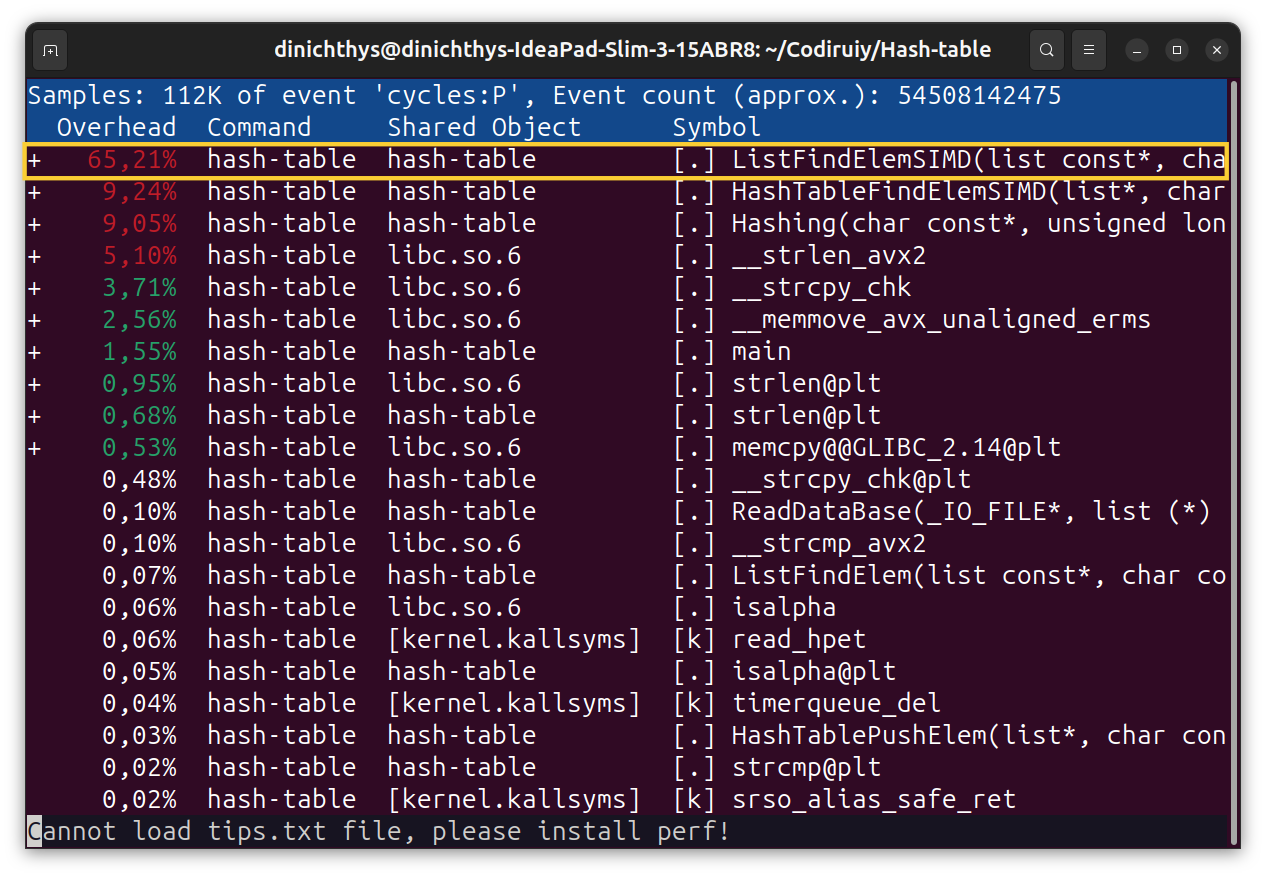 dinichthys@dinichthys-IdeaPad-Slim-3-15ABR8: ~/Codiruiy/Hash-table
Samples: 112K of event 'cycles:P', Event count (approx.): 54508142475
Overhead  Command  Shared Object  Symbol
+ 65,21% hash-table hash-table [.] ListFindElemSIMD(list const*, cha
+ 9,24% hash-table hash-table [.] HashTableFindElemSIMD(list*, char
+ 9,05% hash-table hash-table [.] Hashing(char const*, unsigned lon
+ 5,10% hash-table libc.so.6 [.] __strlen_avx2
+ 3,71% hash-table libc.so.6 [.] __strcpy_chk
+ 2,56% hash-table libc.so.6 [.] __memmove_avx_unaligned_erms
+ 1,55% hash-table hash-table [.] main
+ 0,95% hash-table libc.so.6 [.] strlen@plt
+ 0,68% hash-table hash-table [.] strlen@plt
+ 0,53% hash-table libc.so.6 [.] memcpy@@GLIBC_2.14@plt
0,48% hash-table hash-table [.] __strcpy_chk@plt
0,10% hash-table hash-table [.] ReadDataBase(_IO_FILE*, list (*)
0,10% hash-table libc.so.6 [.] __strcmp_avx2
0,07% hash-table hash-table [.] ListFindElem(list const*, char co
0,06% hash-table libc.so.6 [.] isalpha
0,06% hash-table [kernel.kallsyms] [k] read_hpet
0,05% hash-table hash-table [.] isalpha@plt
0,04% hash-table [kernel.kallsyms] [k] timerqueue_del
0,03% hash-table hash-table [.] HashTablePushElem(list*, char con
0,02% hash-table hash-table [.] strcmp@plt
0,02% hash-table [kernel.kallsyms] [k] srso_alias_safe_ret
Cannot load tips.txt file, please install perf!